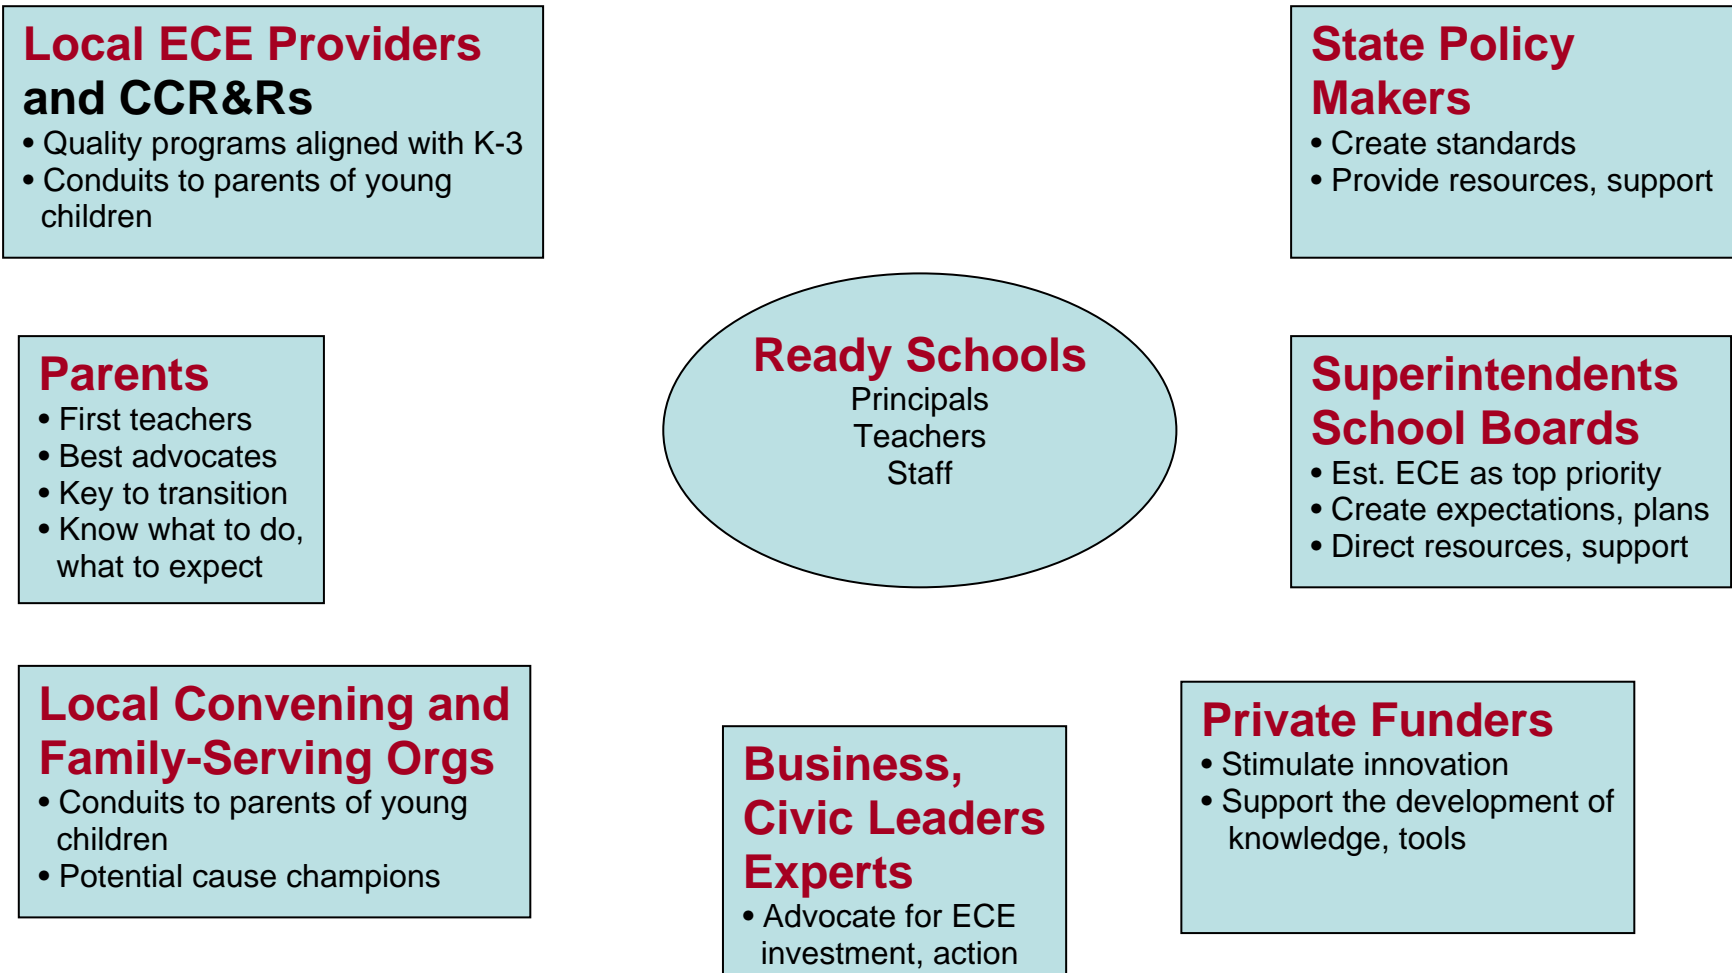 Local ECE Providers
and CCR&Rs
• Quality programs aligned with K-3
• Conduits to parents of young
children
State Policy
Makers
• Create standards
• Provide resources, support
Parents
• First teachers
• Best advocates
• Key to transition
• Know what to do,
what to expect
Ready Schools
Principals
Teachers
Staff
Superintendents
School Boards
• Est. ECE as top priority
• Create expectations, plans
• Direct resources, support
Local Convening and
Family-Serving Orgs
• Conduits to parents of young
children
• Potential cause champions
Business,
Civic Leaders
Experts
• Advocate for ECE
investment, action
Private Funders
• Stimulate innovation
• Support the development of
knowledge, tools